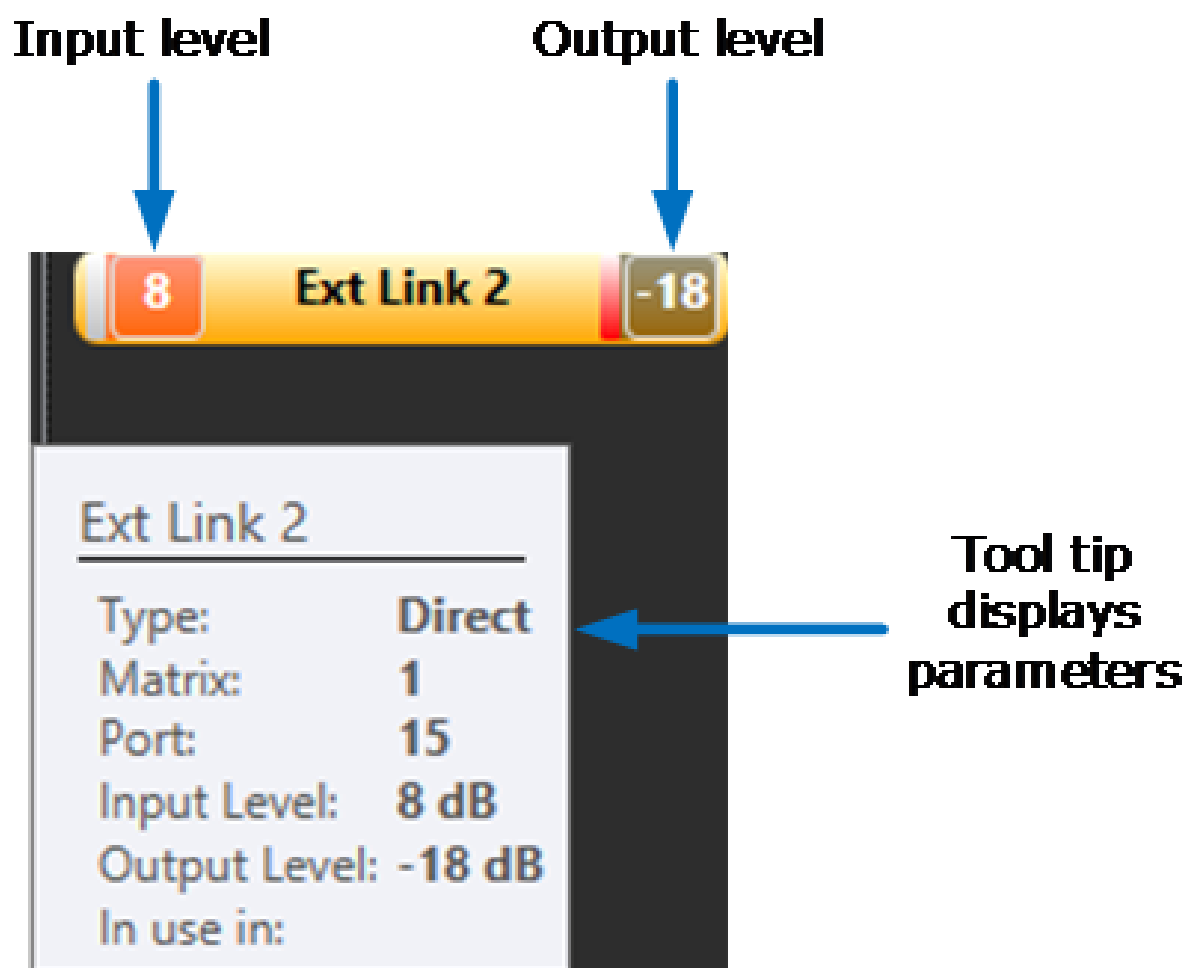 Input level
Output level
8
Ext Link 2
-18
Ext Link 2
Type: Direct
Matrix: 1
Port: 15
Input Level: 8 dB
Output Level: -18 dB
In use in:
Tool tip
displays
parameters